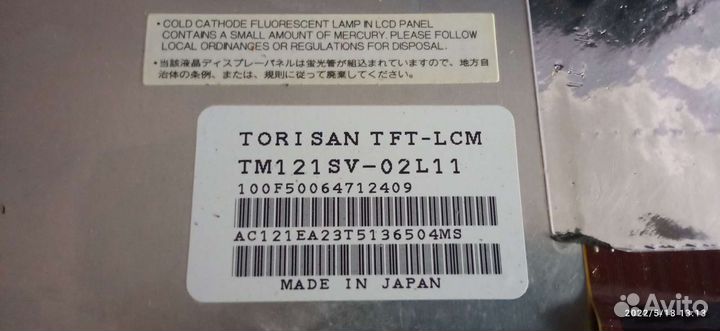 • COLD CATHODE FLUORESCENT LAMP IN LCD PANEL
CONTAINS A SMALL AMOUNT OF MERCURY. PLEASE FOLLOW
LOCAL ORDINANCES OR REGULATIONS FOR DISPOSAL.
• 当該液晶ディスプレーパネルは蛍光管が組込まれていますので、地方自
治体の条例、または、規則に従って廃棄してください。
TORISAN TFT-LCM
TM121SV-02L11
100F50064712409
AC121EA23T5136504MS
MADE IN JAPAN
Avito
2022/5/18 13:13